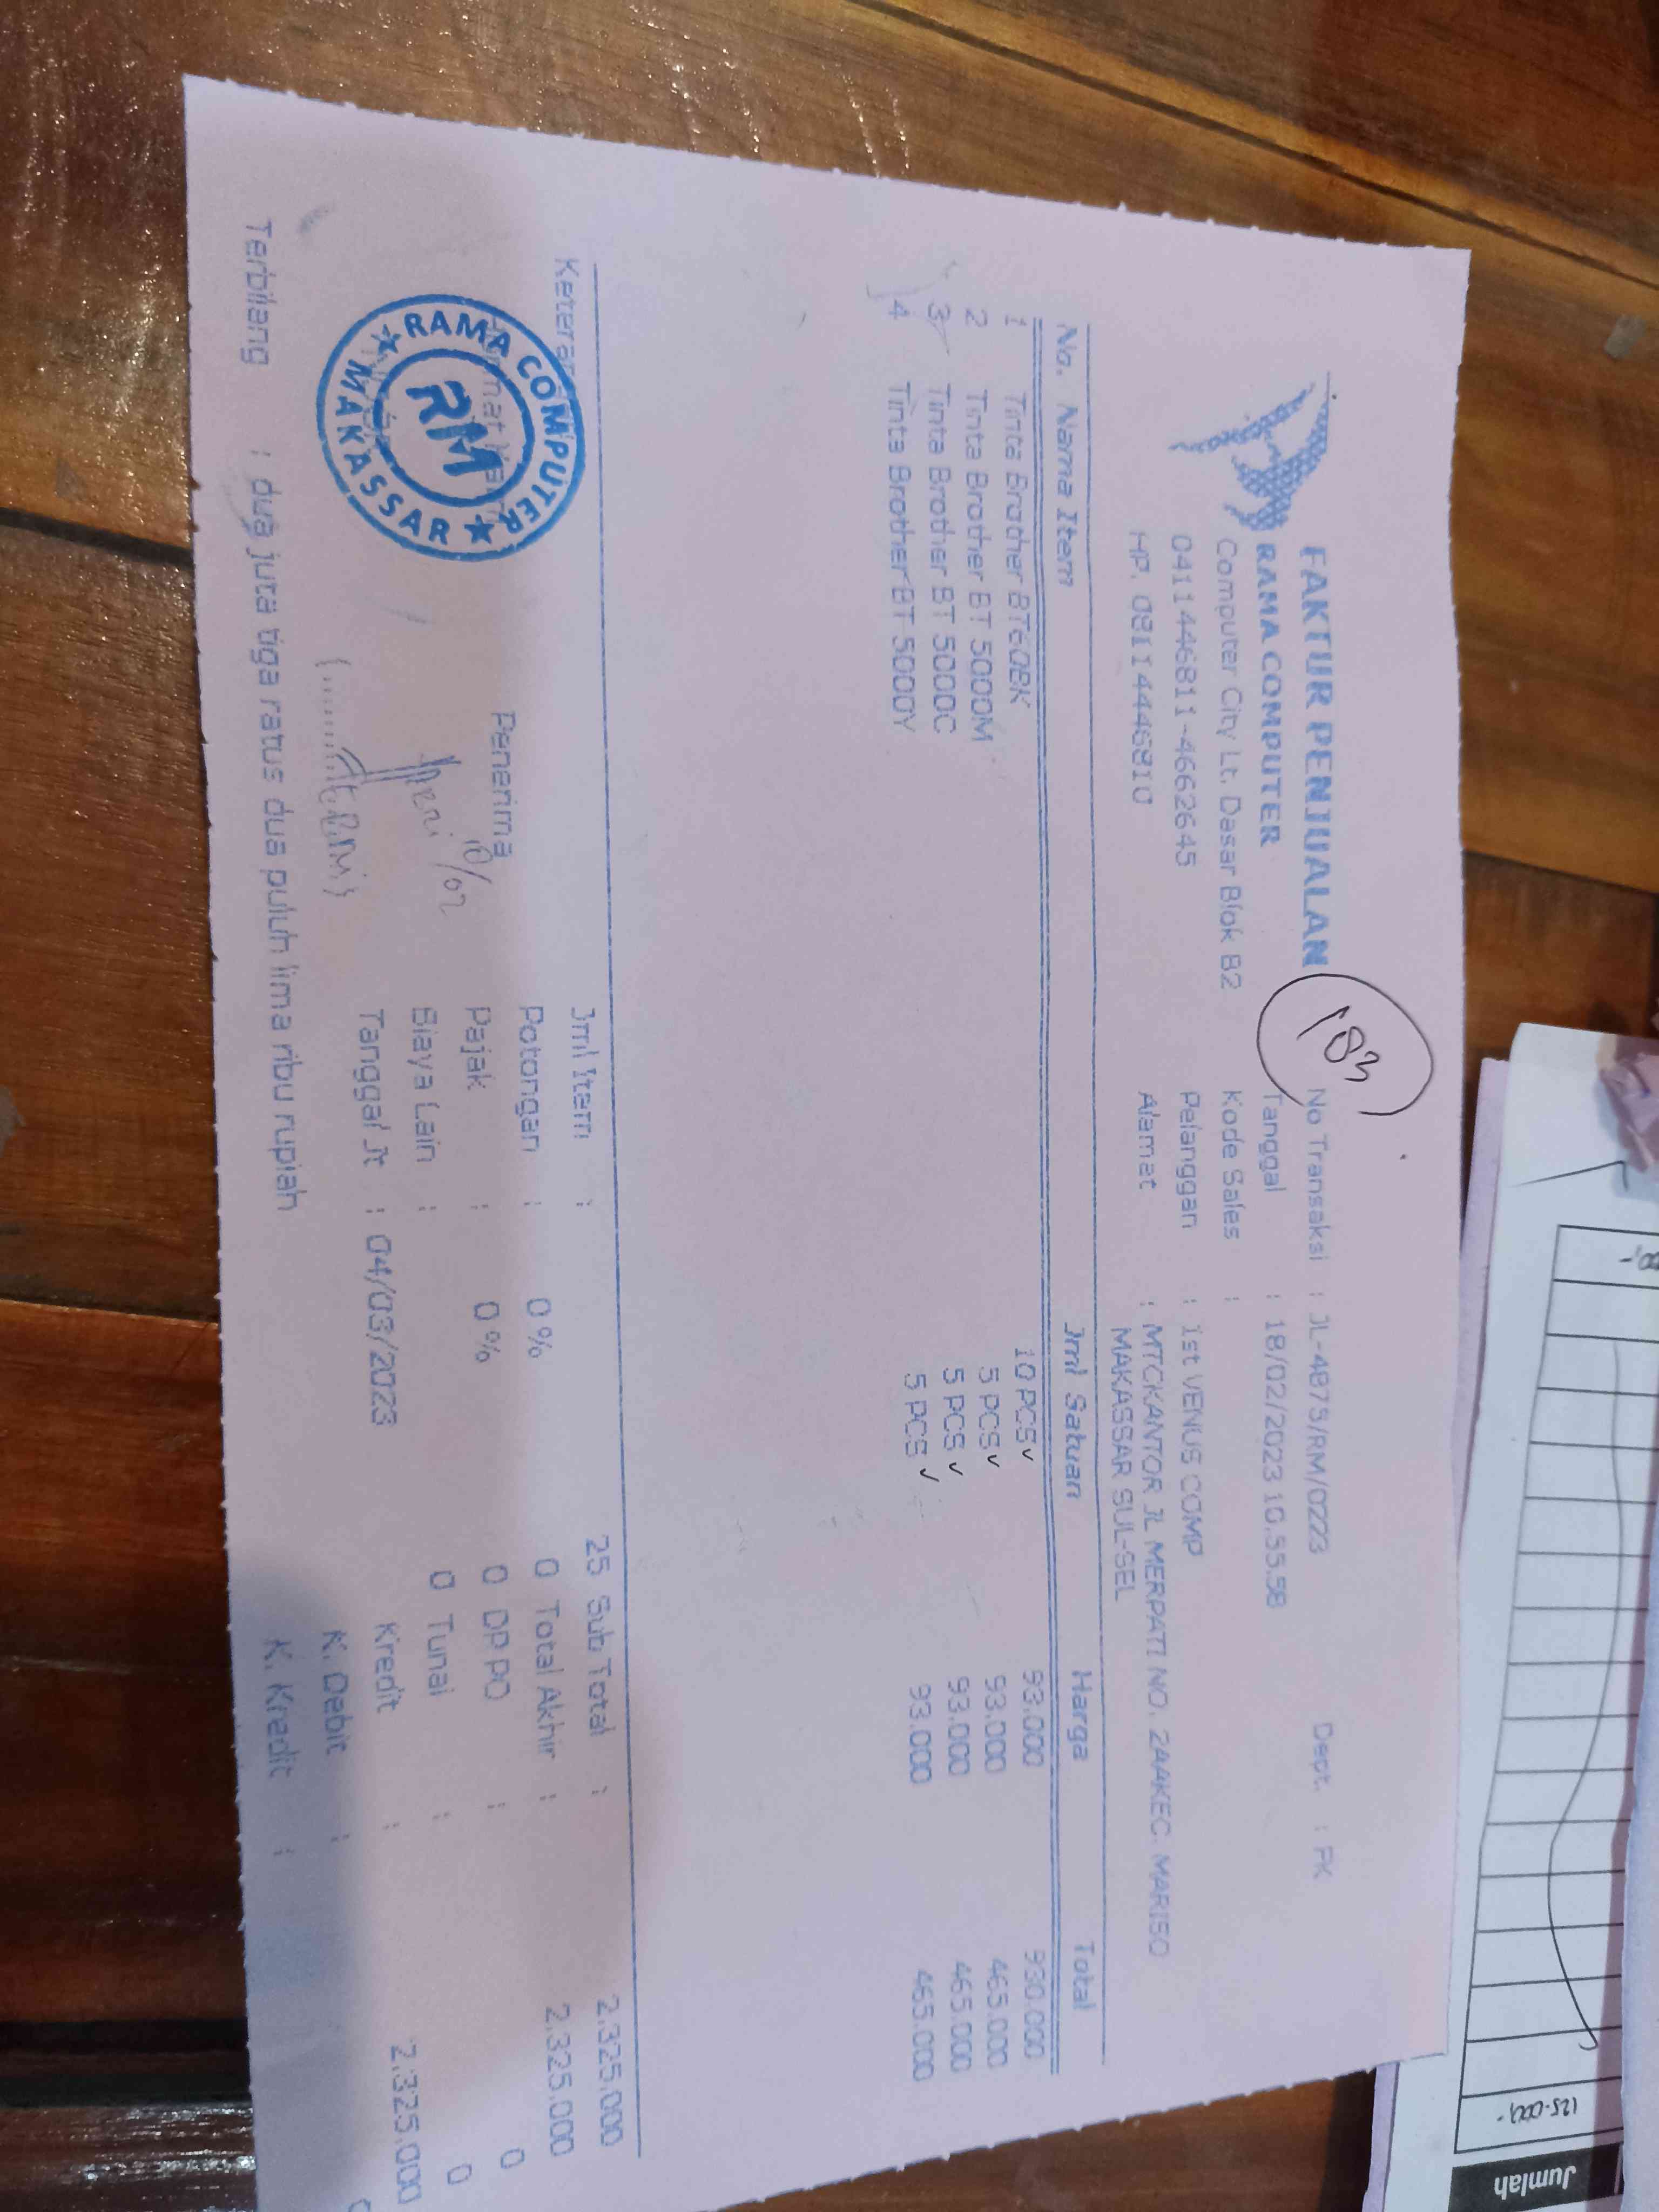 FAKTUR PENJUALAN
RAMA COMPUTER
Computer City Lt. Dasar Blok B2
0411 446811-4662645
HP. 0811 4446810
183
No Transaksi : JL-4875/RM/0223
Dept. : PK
Tanggal : 18/02/2023 10.55.58
Kode Sales :
Pelanggan : 1st VENUS COMP
Alamat : MTCKANTOR JL MERPATI NO. 2AAKEC. MARISO
MAKASSAR SUL-SEL
No. Nama Item Jml Satuan Harga Total
1 Tinta Brother BT60BK 10 PCS 93.000 930.000
2 Tinta Brother BT 5000M 5 PCS 93.000 465.000
3 Tinta Brother BT 5000C 5 PCS 93.000 465.000
4 Tinta Brother BT 5000Y 5 PCS 93.000 465.000
Jml Item : 25 Sub Total : 2.325.000
Potongan : 0 % 0 Total Akhir : 2.325.000
Pajak : 0 % 0 DP PO : 0
Biaya Lain : 0 Tunai : 0
Tanggal Jt : 04/03/2023 Kredit : 2.325.000
K. Debit :
K. Kredit :
Penerima
RAMA COMPUTER
RM
MAKASSAR
Terbilang : dua juta tiga ratus dua puluh lima ribu rupiah
125.000,-
Jumlah